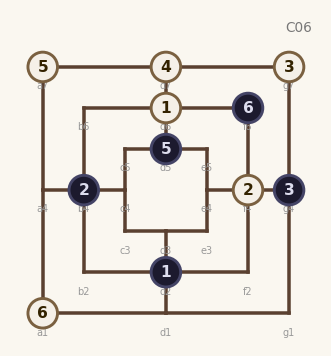 C06
5 4 3
a7 d7 g7
1 6
b6 d6 f6
5
c5 d5 e5
2 2 3
a4 b4 c4 e4 f4 g4
c3 d3 e3
1
b2 d2 f2
6
a1 d1 g1